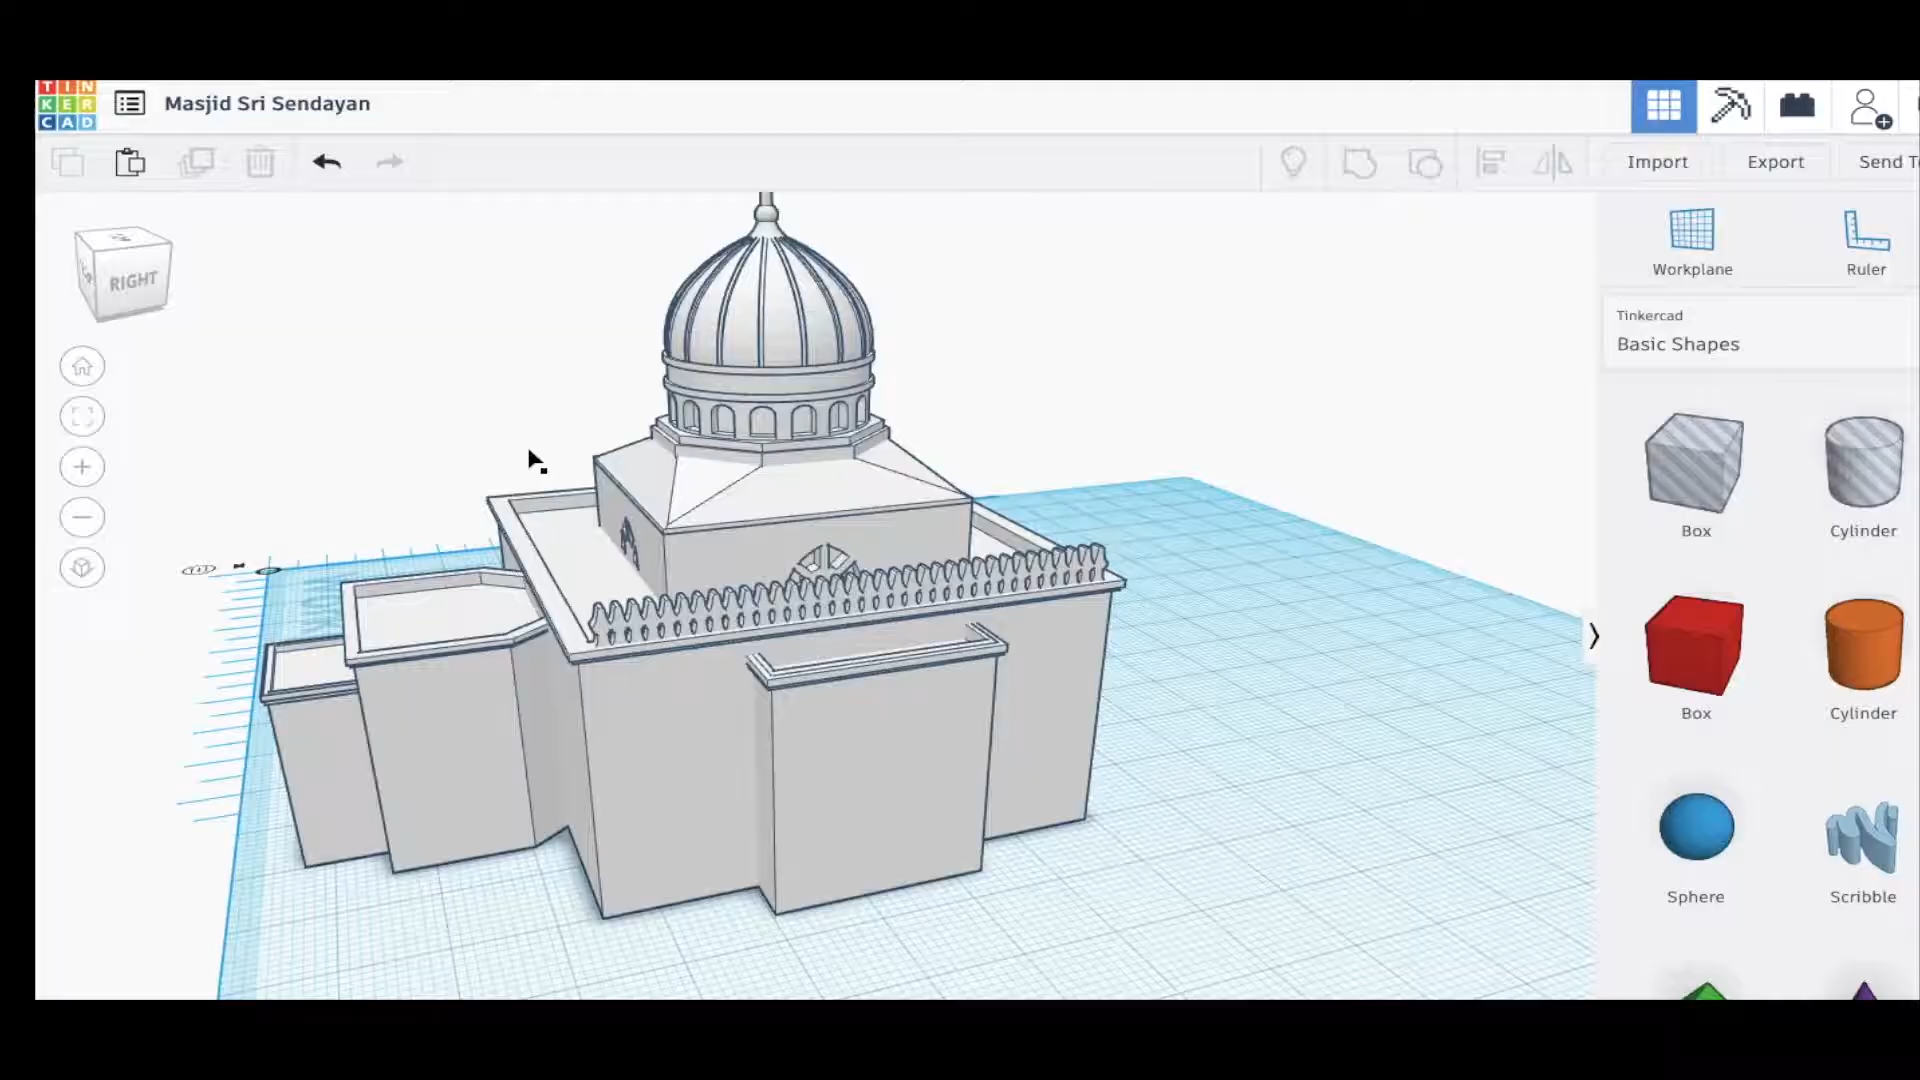 TIN
KER
CAD
Masjid Sri Sendayan
Import
Export
Send T
RIGHT
Workplane
Ruler
Tinkercad
Basic Shapes
Box
Cylinder
Box
Cylinder
Sphere
Scribble